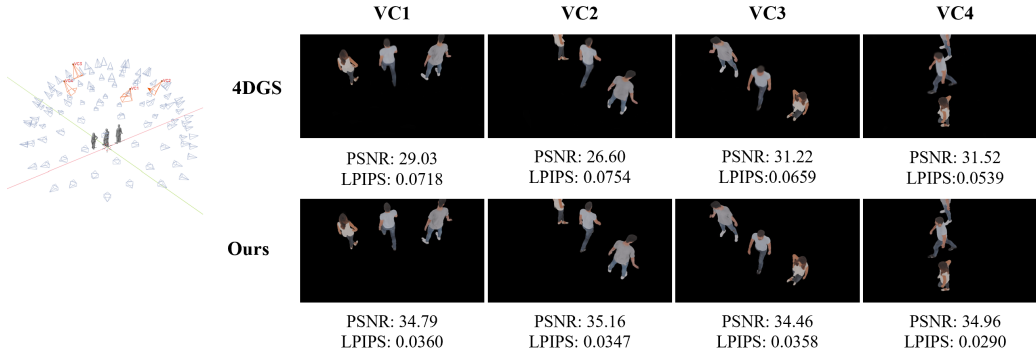 VC1 VC2 VC3 VC4
4DGS
PSNR: 29.03 PSNR: 26.60 PSNR: 31.22 PSNR: 31.52
LPIPS: 0.0718 LPIPS: 0.0754 LPIPS:0.0659 LPIPS:0.0539
Ours
PSNR: 34.79 PSNR: 35.16 PSNR: 34.46 PSNR: 34.96
LPIPS: 0.0360 LPIPS: 0.0347 LPIPS: 0.0358 LPIPS: 0.0290